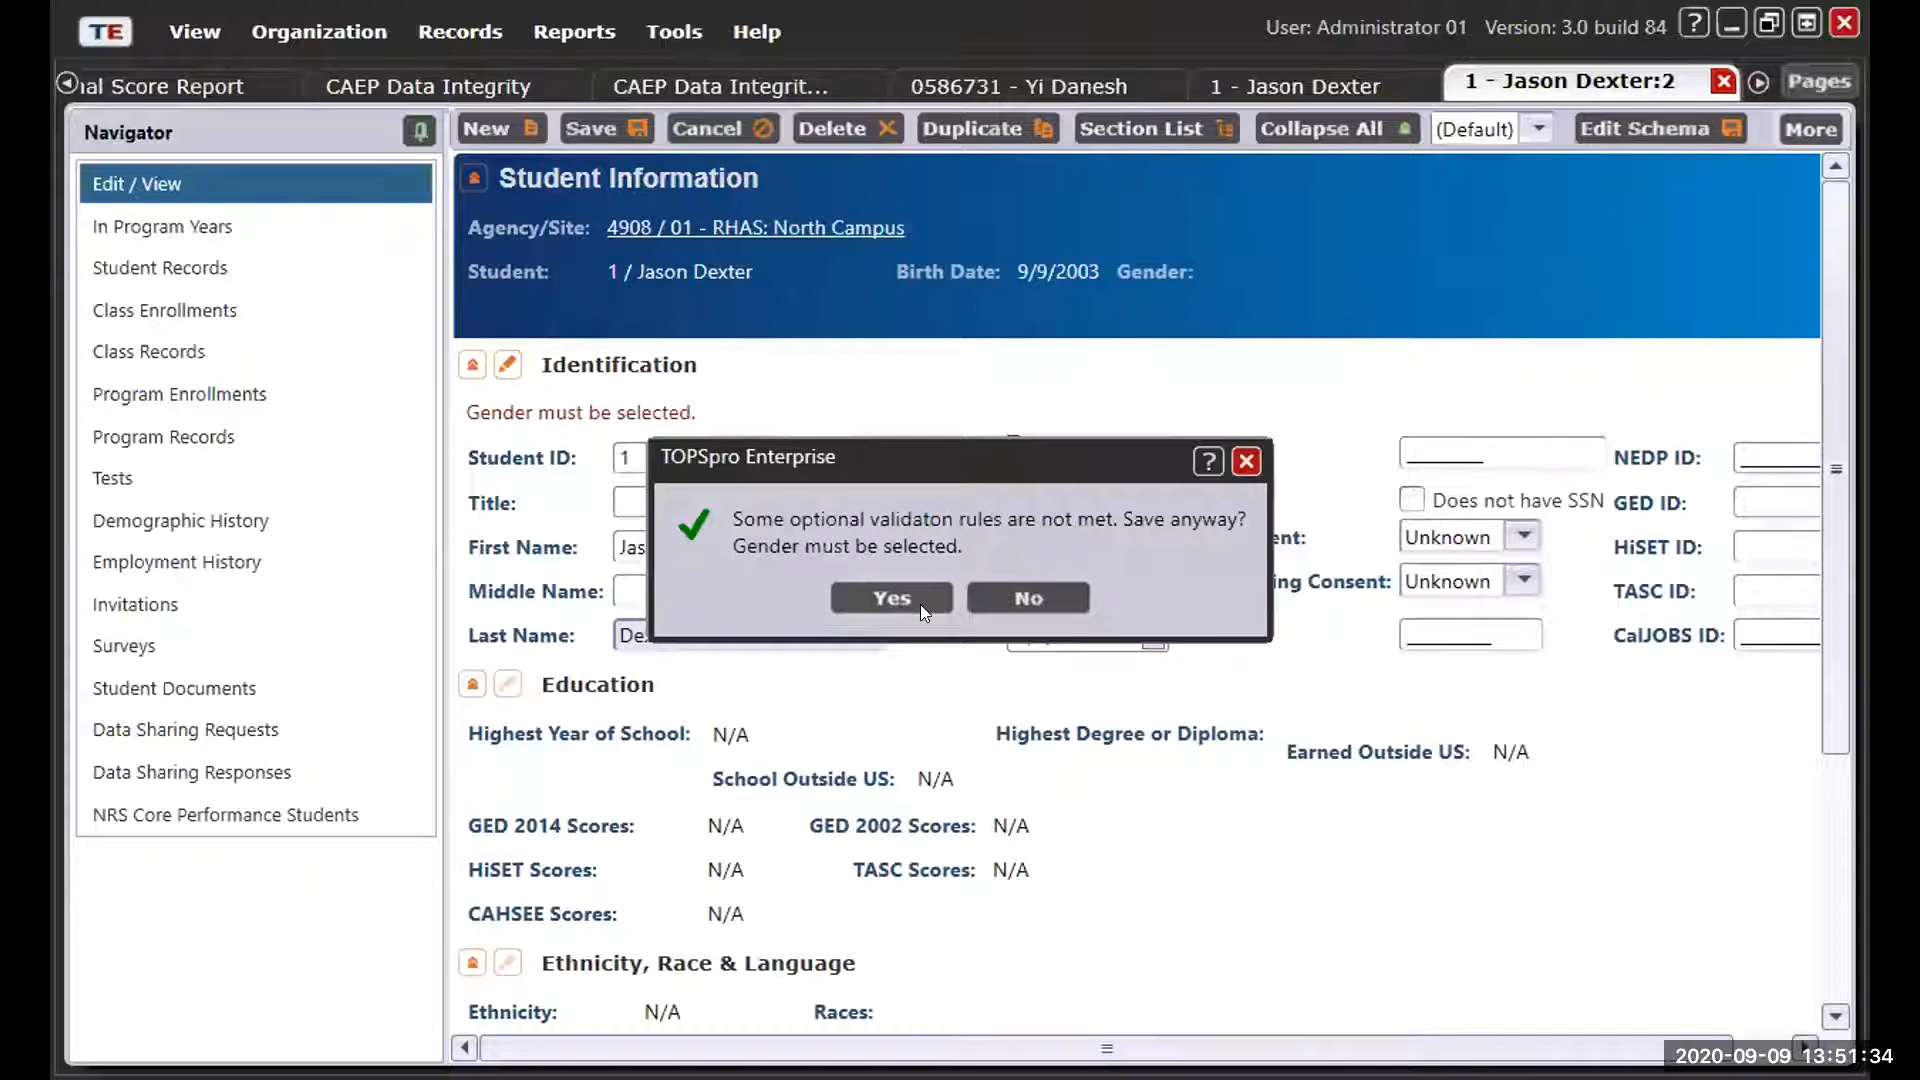 TE View Organization Records Reports Tools Help User: Administrator 01 Version: 3.0 build 84 ?
nal Score Report CAEP Data Integrity CAEP Data Integrit... 0586731 - Yi Danesh 1 - Jason Dexter 1 - Jason Dexter:2 Pages
Navigator
New Save Cancel Delete Duplicate Section List Collapse All (Default) Edit Schema More
Edit / View
In Program Years
Student Records
Class Enrollments
Class Records
Program Enrollments
Program Records
Tests
Demographic History
Employment History
Invitations
Surveys
Student Documents
Data Sharing Requests
Data Sharing Responses
NRS Core Performance Students
Student Information
Agency/Site: 4908 / 01 - RHAS: North Campus
Student: 1 / Jason Dexter Birth Date: 9/9/2003 Gender:
Identification
Gender must be selected.
Student ID: 1 NEDP ID:
Title: Does not have SSN GED ID:
First Name: Jas ent: Unknown HiSET ID:
Middle Name: ing Consent: Unknown TASC ID:
Last Name: De CalJOBS ID:
TOPSpro Enterprise ?
Some optional validaton rules are not met. Save anyway?
Gender must be selected.
Yes No
Education
Highest Year of School: N/A Highest Degree or Diploma:
Earned Outside US: N/A
School Outside US: N/A
GED 2014 Scores: N/A GED 2002 Scores: N/A
HiSET Scores: N/A TASC Scores: N/A
CAHSEE Scores: N/A
Ethnicity, Race & Language
Ethnicity: N/A Races:
2020-09-09 13:51:34